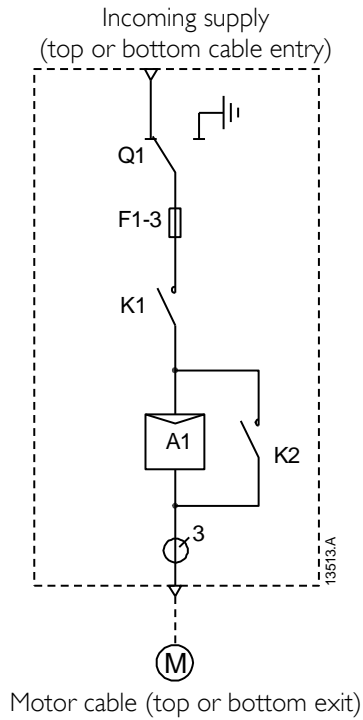 Incoming supply
(top or bottom cable entry)
Q1
F1-3
K1
A1
K2
3
13513.A
M
Motor cable (top or bottom exit)